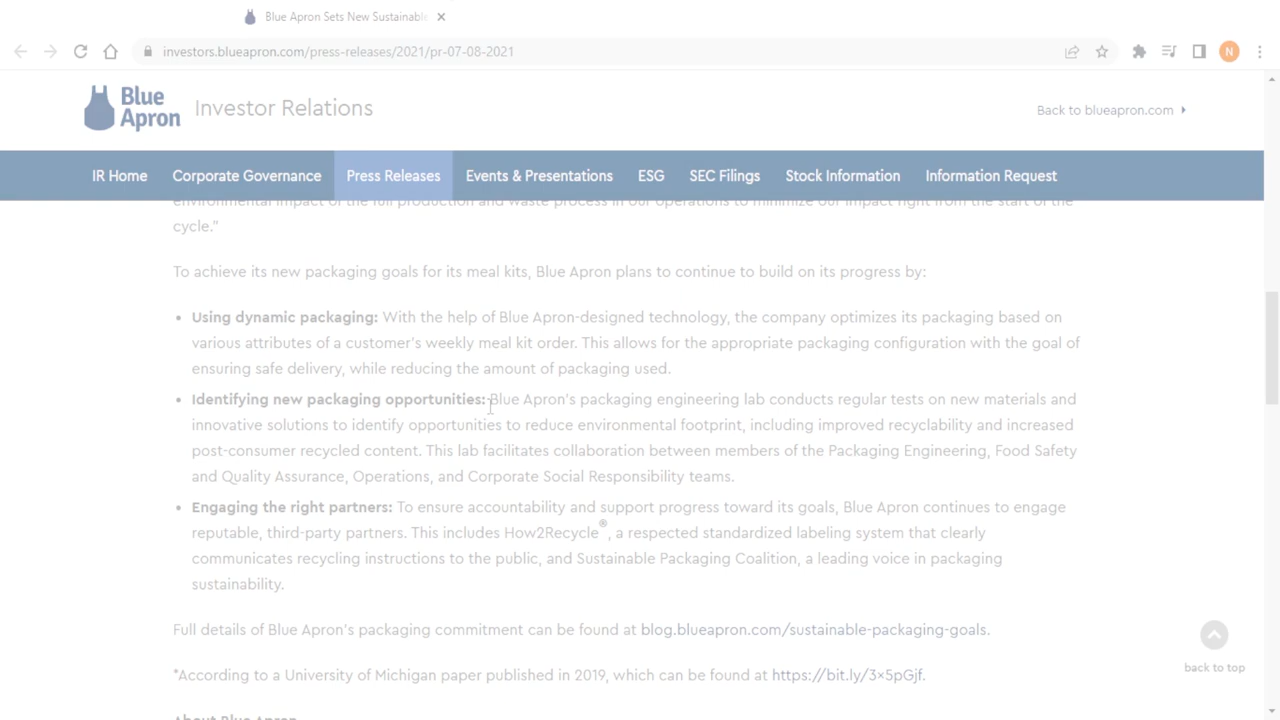 Blue Apron Sets New Sustainabl
investors.blueapron.com/press-releases/2021/pr-07-08-2021
N
Blue
Apron
Investor Relations
Back to blueapron.com
IR Home Corporate Governance Press Releases Events & Presentations ESG SEC Filings Stock Information Information Request
environmental impact of the full production and waste process in our operations to minimize our impact right from the start of the
cycle."
To achieve its new packaging goals for its meal kits, Blue Apron plans to continue to build on its progress by:
• Using dynamic packaging: With the help of Blue Apron-designed technology, the company optimizes its packaging based on
various attributes of a customer's weekly meal kit order. This allows for the appropriate packaging configuration with the goal of
ensuring safe delivery, while reducing the amount of packaging used.
• Identifying new packaging opportunities: Blue Apron's packaging engineering lab conducts regular tests on new materials and
innovative solutions to identify opportunities to reduce environmental footprint, including improved recyclability and increased
post-consumer recycled content. This lab facilitates collaboration between members of the Packaging Engineering, Food Safety
and Quality Assurance, Operations, and Corporate Social Responsibility teams.
• Engaging the right partners: To ensure accountability and support progress toward its goals, Blue Apron continues to engage
reputable, third-party partners. This includes How2Recycle®, a respected standardized labeling system that clearly
communicates recycling instructions to the public, and Sustainable Packaging Coalition, a leading voice in packaging
sustainability.
Full details of Blue Apron's packaging commitment can be found at blog.blueapron.com/sustainable-packaging-goals.
*According to a University of Michigan paper published in 2019, which can be found at https://bit.ly/3x5pGjf.
back to top
About Blue Apron